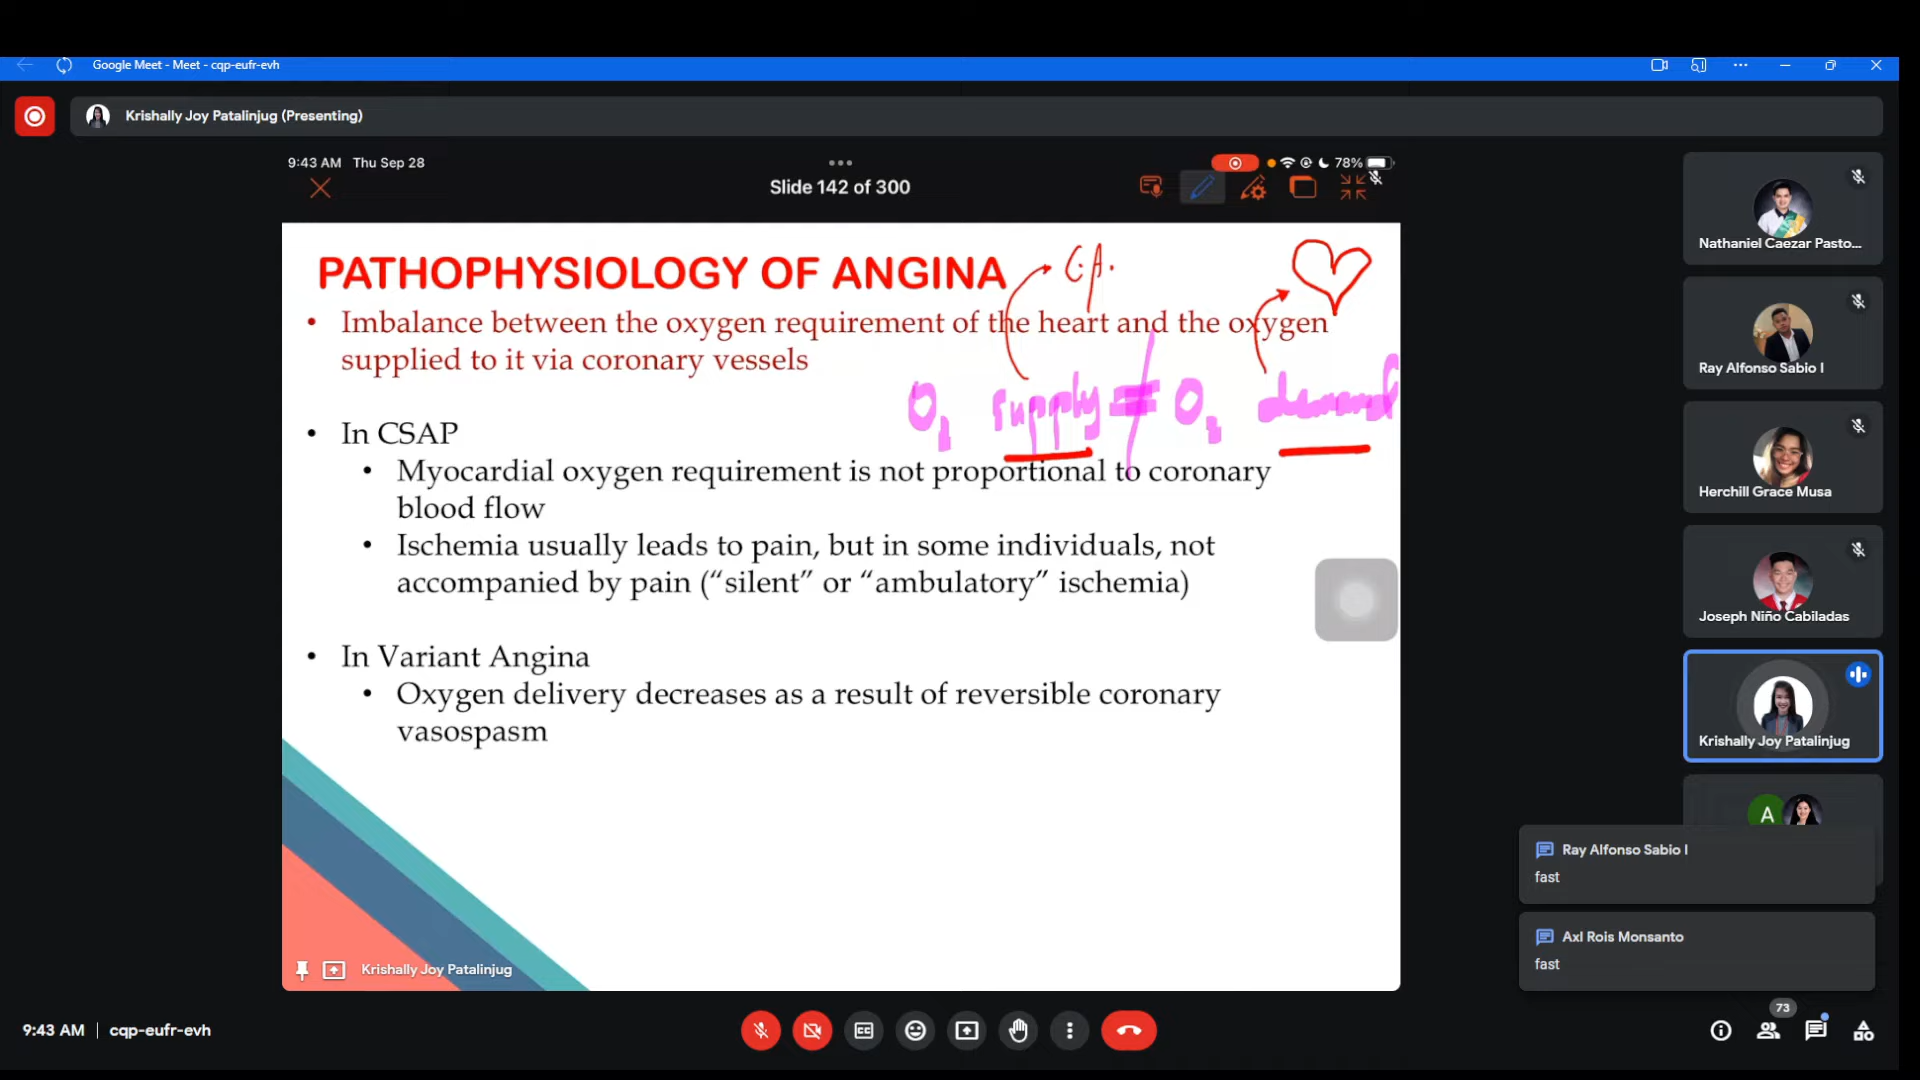 Google Meet - Meet - cqp-eufr-evh
Krishally Joy Patalinjug (Presenting)
9:43 AM Thu Sep 28
78%
Slide 142 of 300
PATHOPHYSIOLOGY OF ANGINA
C.A.
• Imbalance between the oxygen requirement of the heart and the oxygen
supplied to it via coronary vessels
O2 supply ≠ O2 demand
• In CSAP
• Myocardial oxygen requirement is not proportional to coronary
blood flow
• Ischemia usually leads to pain, but in some individuals, not
accompanied by pain (“silent” or “ambulatory” ischemia)
• In Variant Angina
• Oxygen delivery decreases as a result of reversible coronary
vasospasm
Krishally Joy Patalinjug
Nathaniel Caezar Pasto...
Ray Alfonso Sabio I
Herchill Grace Musa
Joseph Niño Cabiladas
Krishally Joy Patalinjug
A
Ray Alfonso Sabio I
fast
Axl Rois Monsanto
fast
9:43 AM | cqp-eufr-evh
CC
73